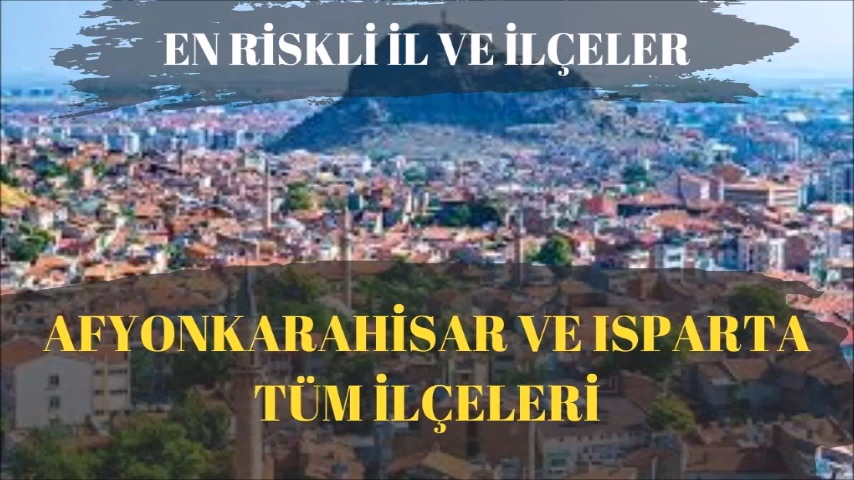 EN RİSKLİ İL VE İLÇELER
AFYONKARAHİSAR VE ISPARTA
TÜM İLÇELERİ